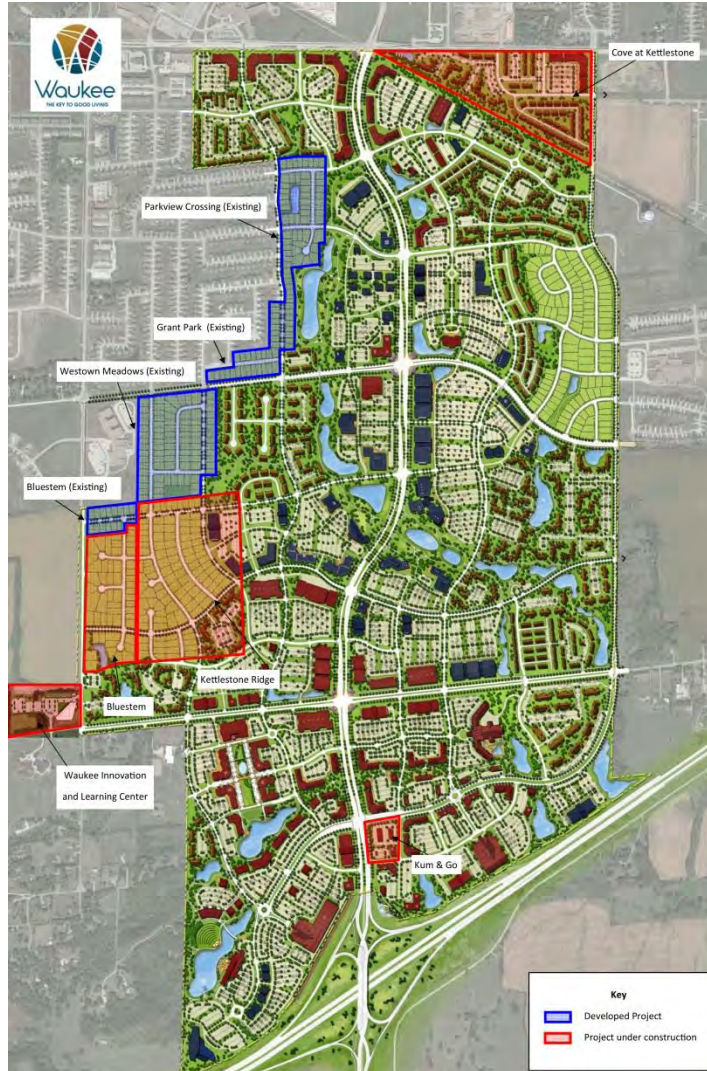 Waukee
THE KEY TO GOOD LIVING
Cove at Kettlestone
Parkview Crossing (Existing)
Grant Park (Existing)
Westown Meadows (Existing)
Bluestem (Existing)
Kettlestone Ridge
Bluestem
Waukee Innovation
and Learning Center
Kum & Go
Key
Developed Project
Project under construction